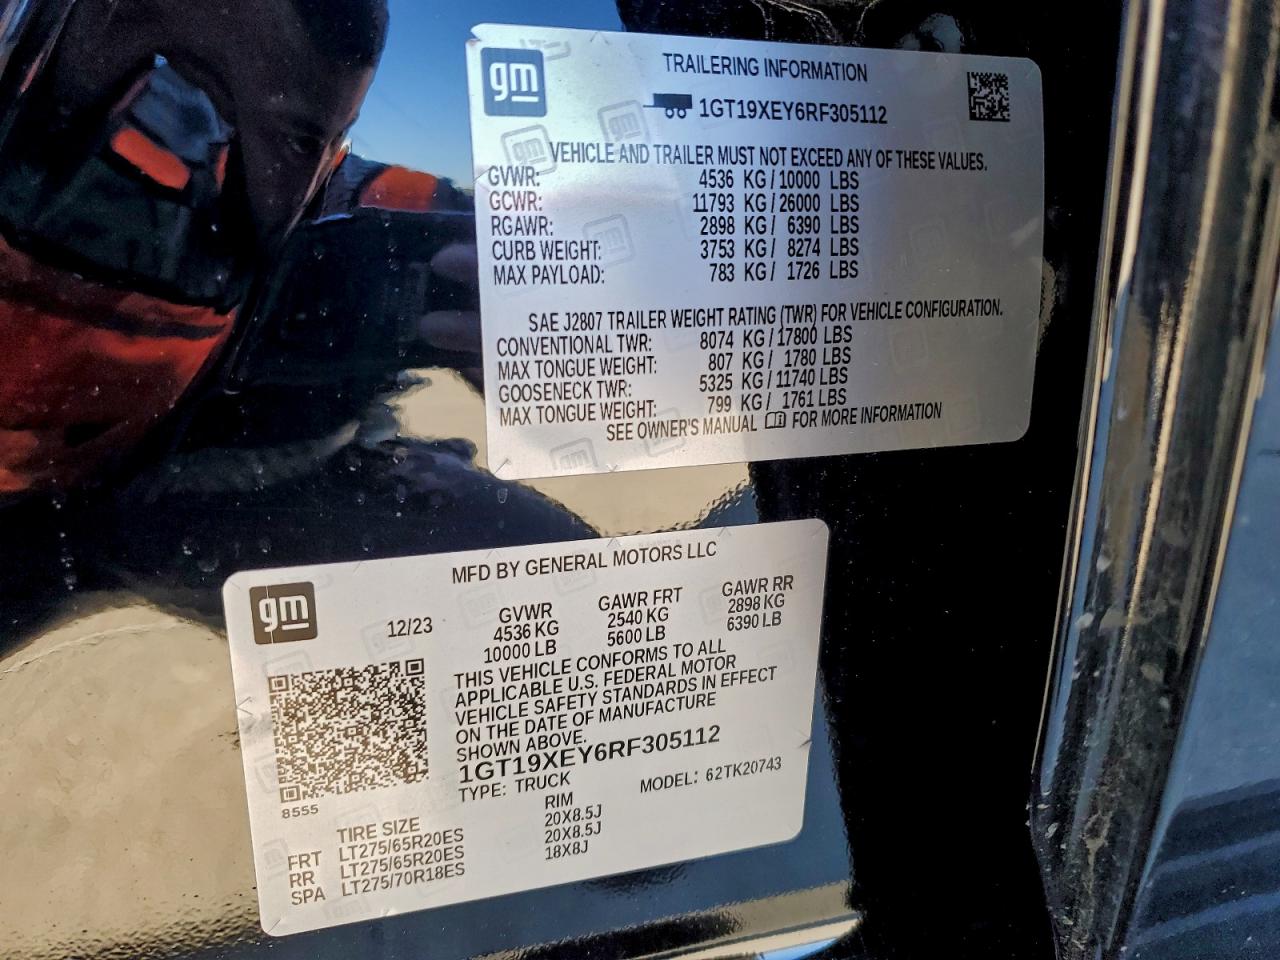 gm
TRAILERING INFORMATION
1GT19XEY6RF305112
VEHICLE AND TRAILER MUST NOT EXCEED ANY OF THESE VALUES.
GVWR: 4536 KG / 10000 LBS
GCWR: 11793 KG / 26000 LBS
RGAWR: 2898 KG / 6390 LBS
CURB WEIGHT: 3753 KG / 8274 LBS
MAX PAYLOAD: 783 KG / 1726 LBS
SAE J2807 TRAILER WEIGHT RATING (TWR) FOR VEHICLE CONFIGURATION.
CONVENTIONAL TWR: 8074 KG / 17800 LBS
MAX TONGUE WEIGHT: 807 KG / 1780 LBS
GOOSENECK TWR: 5325 KG / 11740 LBS
MAX TONGUE WEIGHT: 799 KG / 1761 LBS
SEE OWNER'S MANUAL FOR MORE INFORMATION
gm
MFD BY GENERAL MOTORS LLC
12/23 GVWR GAWR FRT GAWR RR
4536 KG 2540 KG 2898 KG
10000 LB 5600 LB 6390 LB
THIS VEHICLE CONFORMS TO ALL
APPLICABLE U.S. FEDERAL MOTOR
VEHICLE SAFETY STANDARDS IN EFFECT
ON THE DATE OF MANUFACTURE
SHOWN ABOVE.
1GT19XEY6RF305112
TYPE: TRUCK MODEL: 62TK20743
8555
TIRE SIZE RIM
FRT LT275/65R20ES 20X8.5J
RR LT275/65R20ES 20X8.5J
SPA LT275/70R18ES 18X8J